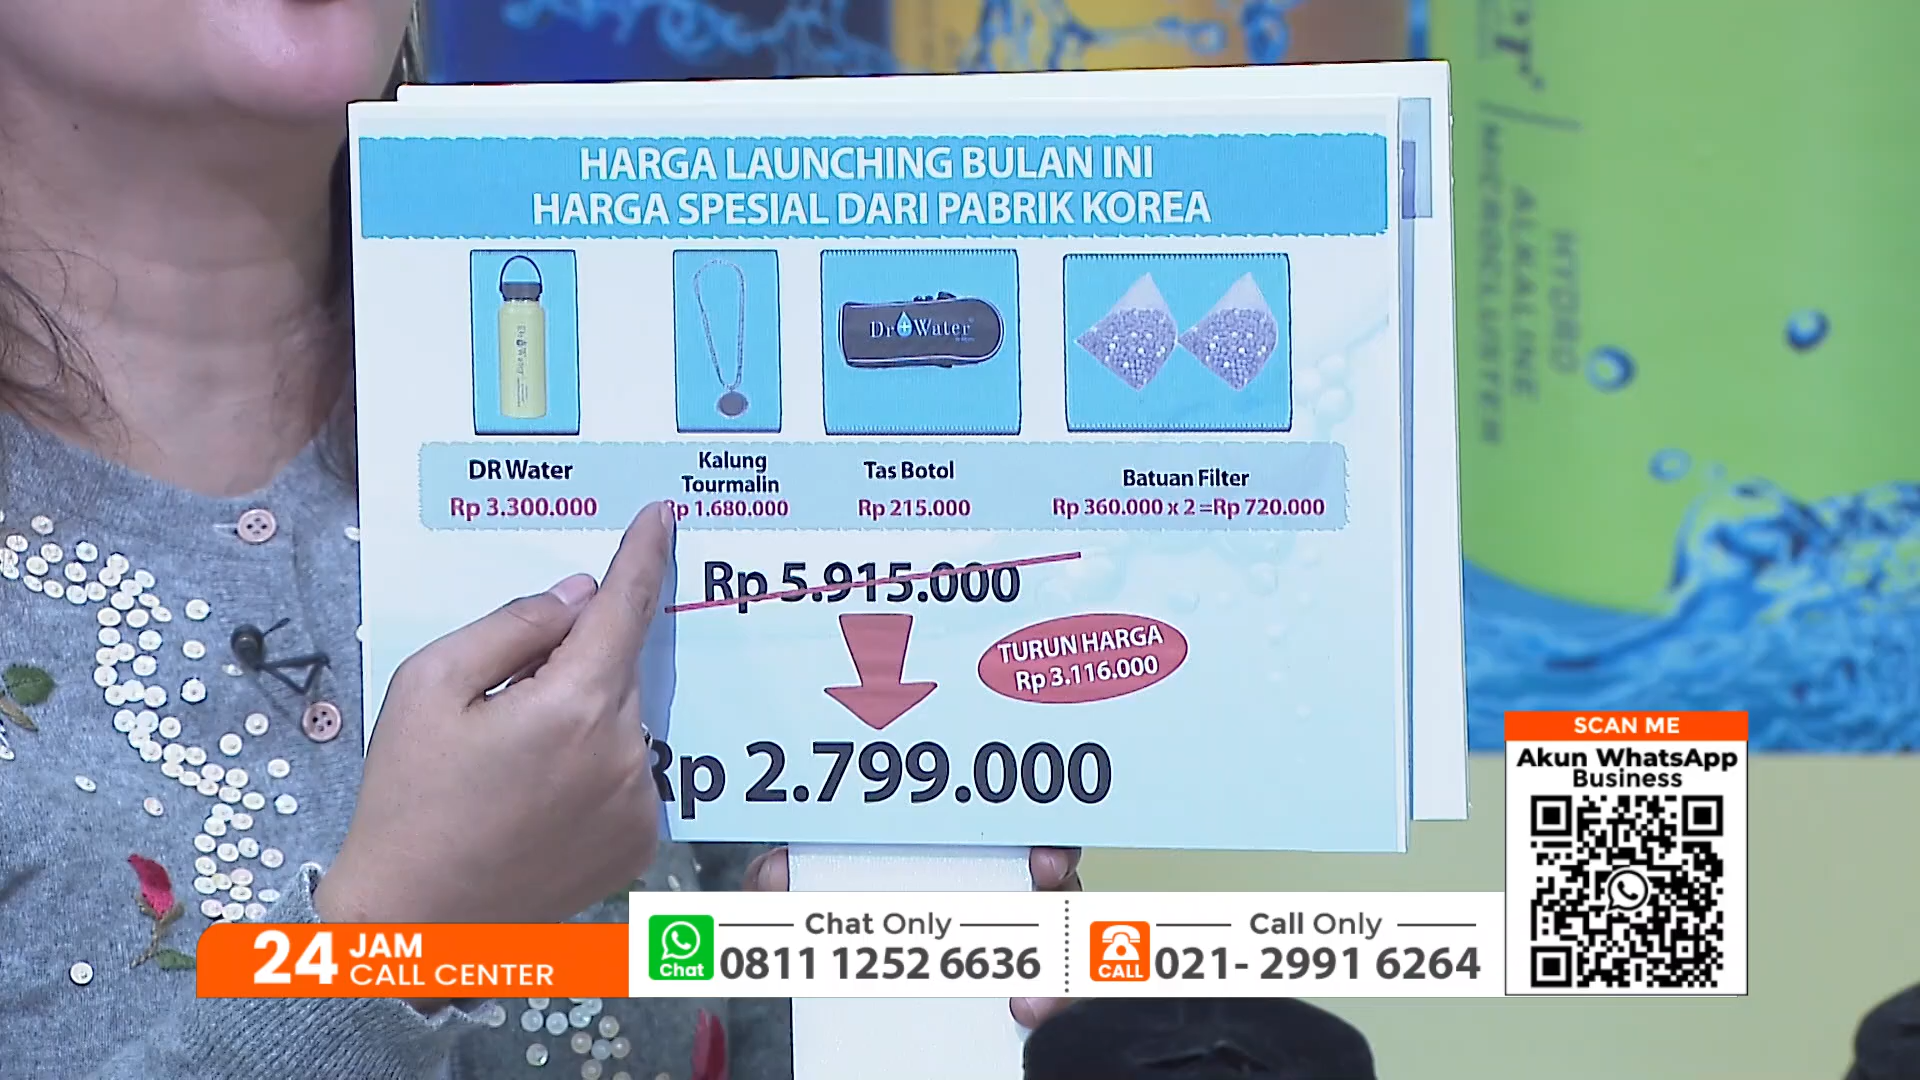 HARGA LAUNCHING BULAN INI
HARGA SPESIAL DARI PABRIK KOREA
Dr Water
DR Water
Rp 3.300.000
Kalung
Tourmalin
Rp 1.680.000
Tas Botol
Rp 215.000
Batuan Filter
Rp 360.000 x 2 =Rp 720.000
Rp 5.915.000
TURUN HARGA
Rp 3.116.000
Rp 2.799.000
HYDRO
ALKALINE
MICROCLUSTER
SCAN ME
Akun WhatsApp
Business
24 JAM
CALL CENTER
Chat
Chat Only
0811 1252 6636
CALL
Call Only
021- 2991 6264